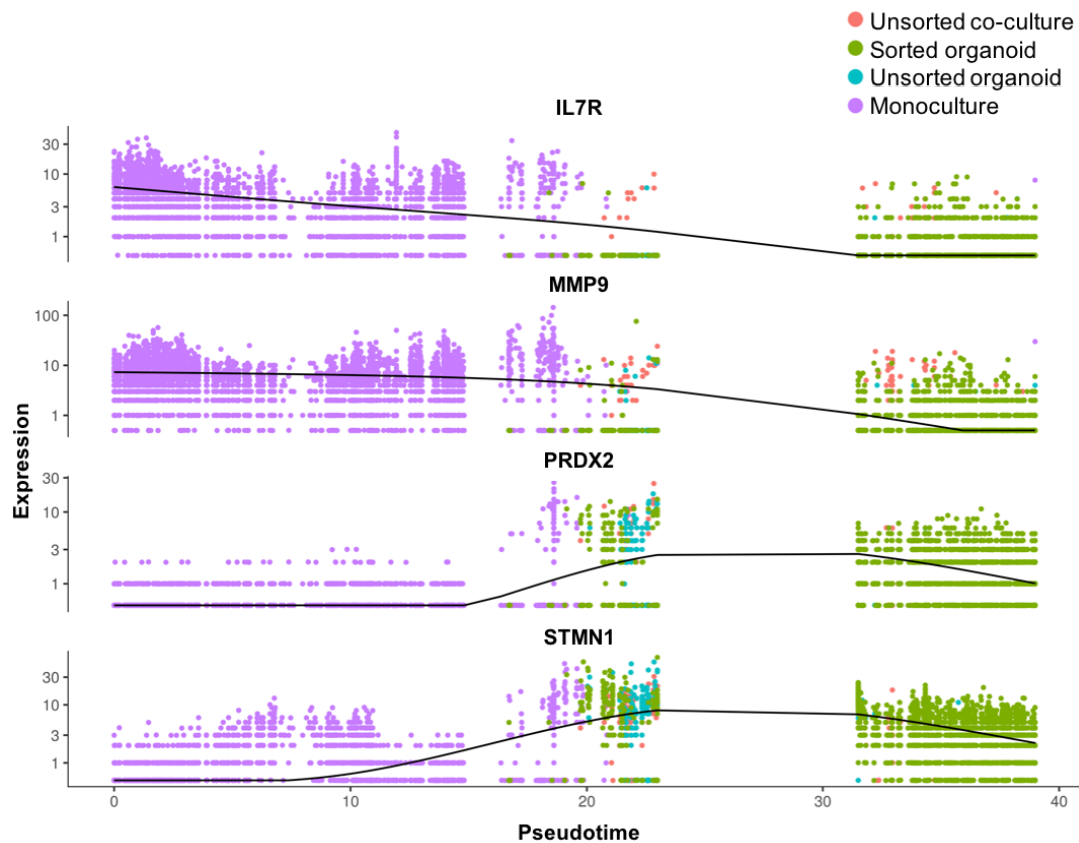 Unsorted co-culture
Sorted organoid
Unsorted organoid
Monoculture
IL7R
30
10
3
1
MMP9
100
10
1
PRDX2
30
10
3
1
STMN1
30
10
3
1
Expression
0 10 20 30 40
Pseudotime